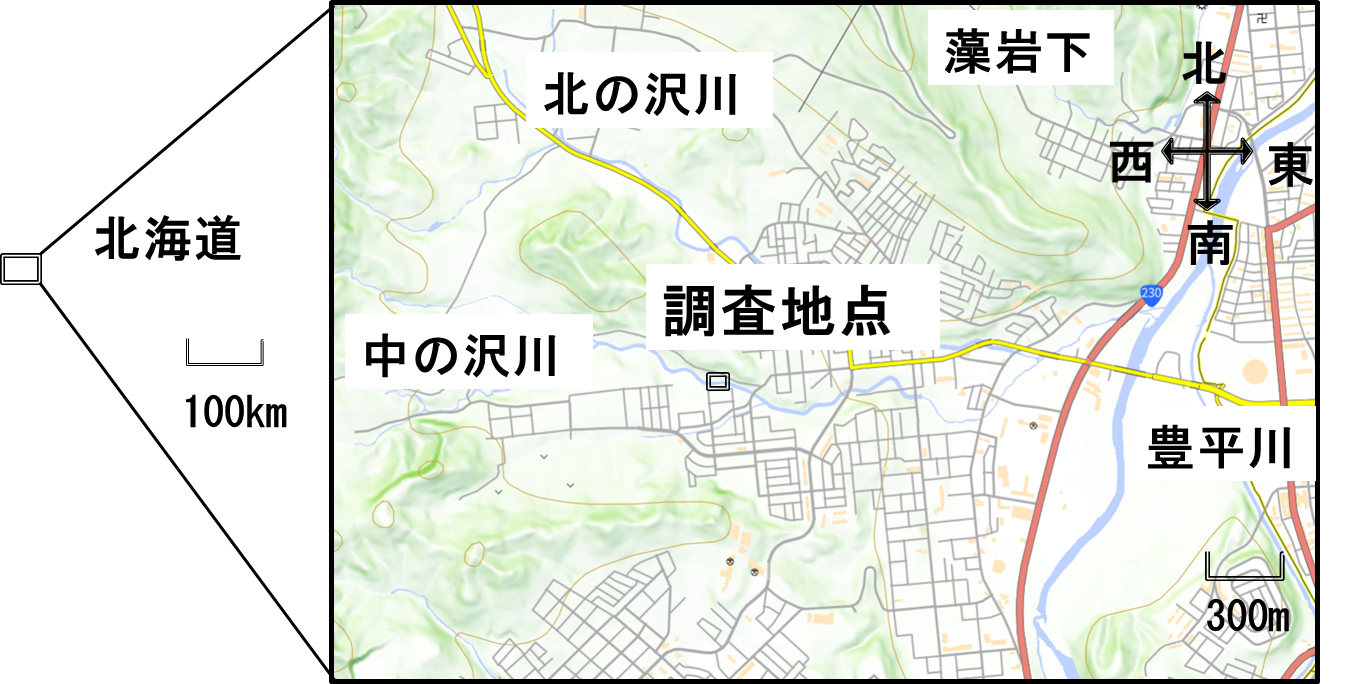 藻岩下
北の沢川
北
西
東
南
北海道
230
調査地点
中の沢川
100km
豊平川
300m